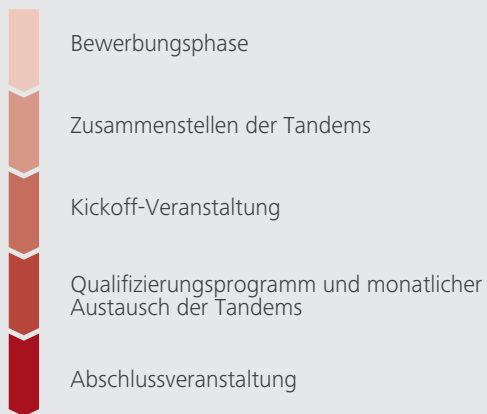 Bewerbungsphase
Zusammenstellen der Tandems
Kickoff-Veranstaltung
Qualifizierungsprogramm und monatlicher
Austausch der Tandems
Abschlussveranstaltung